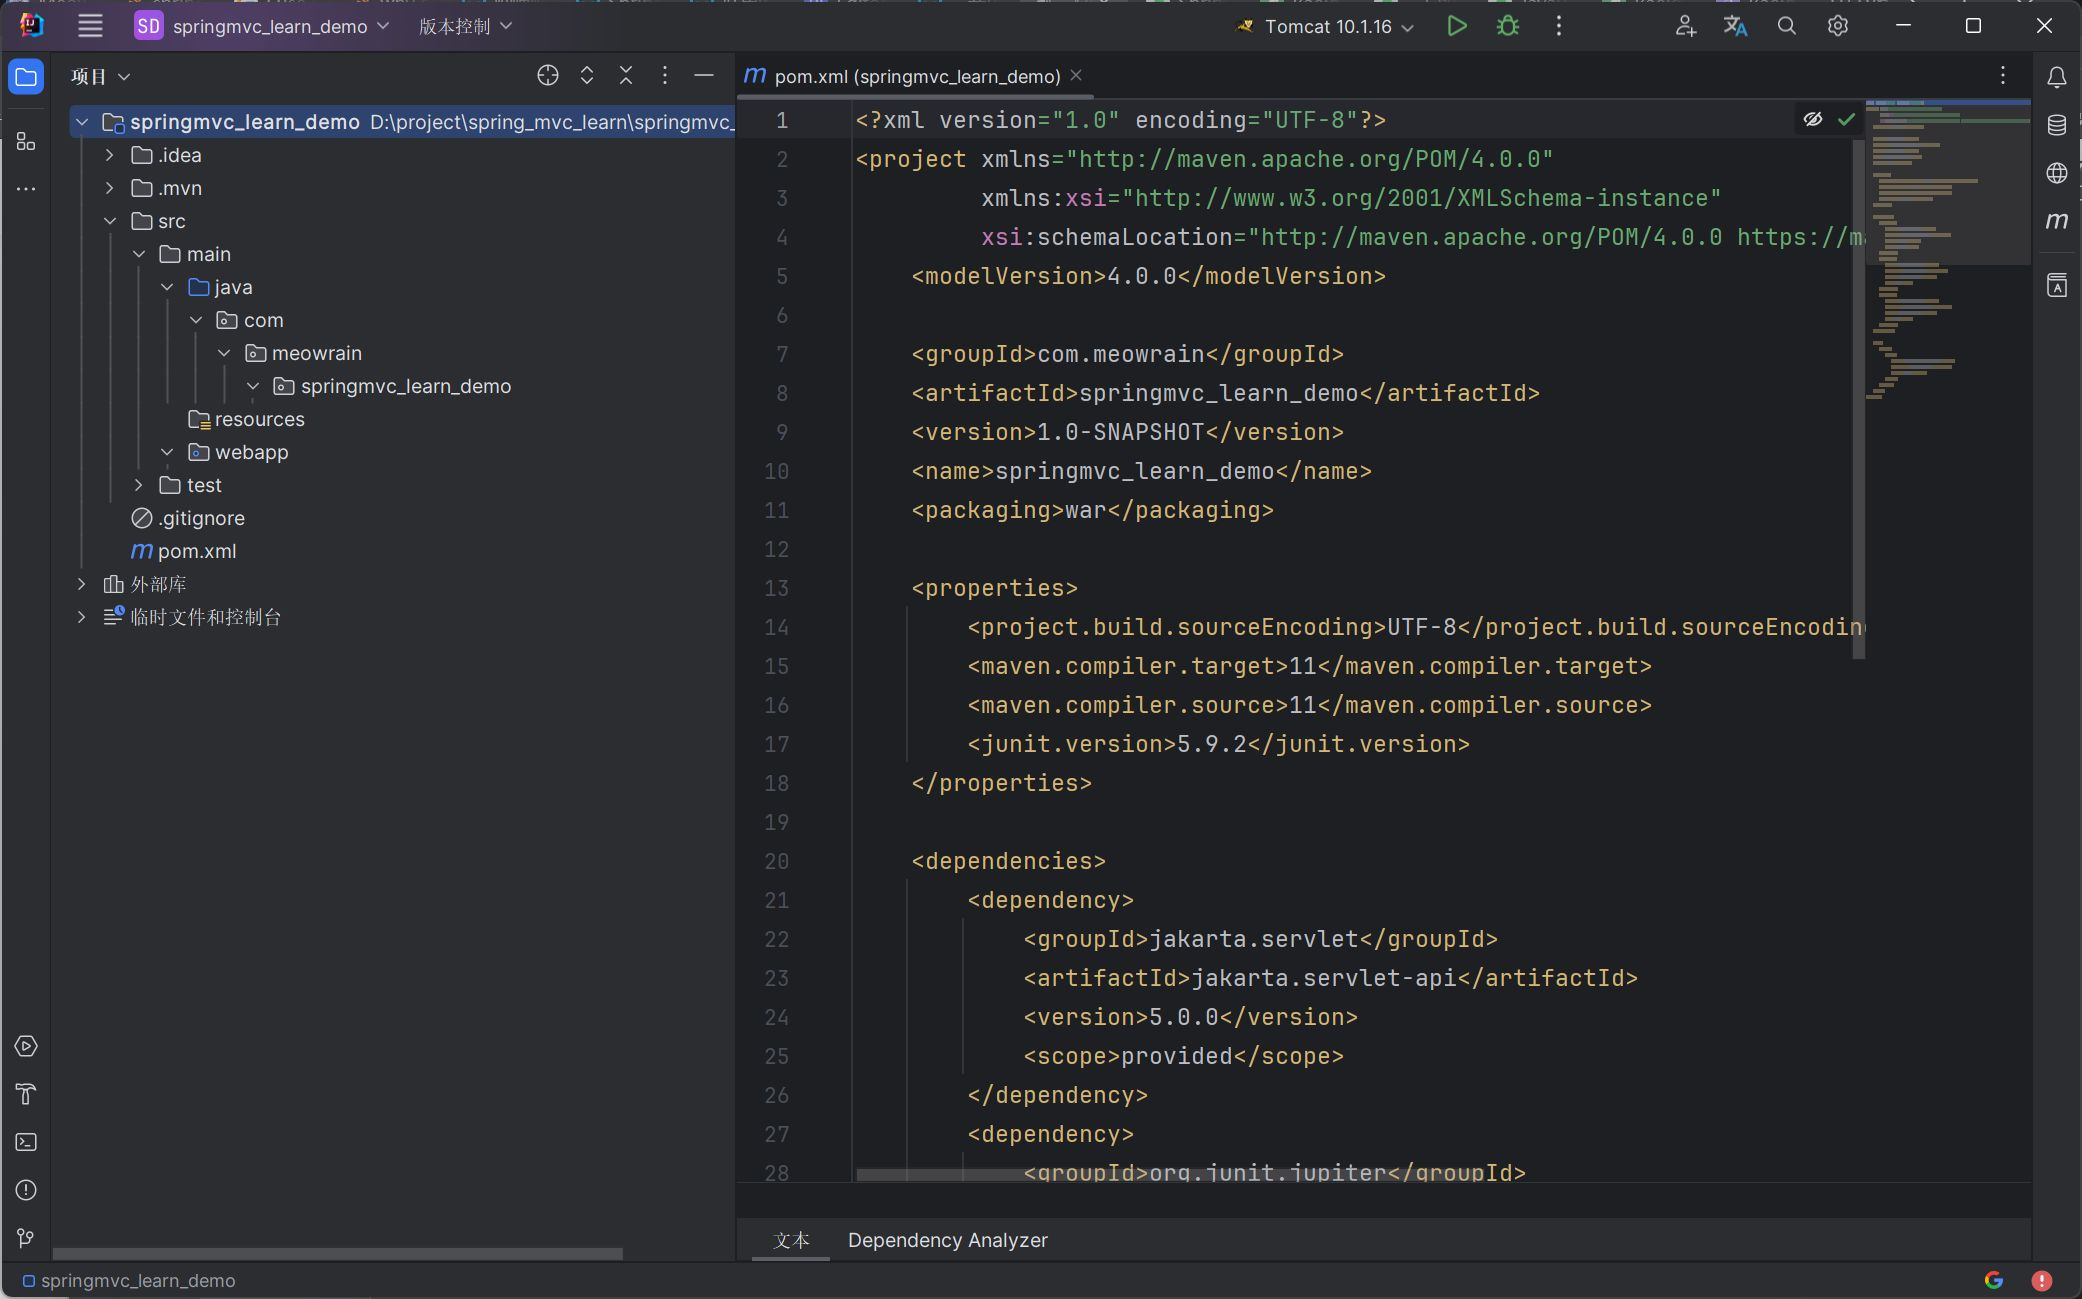 SD springmvc_learn_demo 版本控制 Tomcat 10.1.16
项目
springmvc_learn_demo D:\project\spring_mvc_learn\springmvc_
.idea
.mvn
src
main
java
com
meowrain
springmvc_learn_demo
resources
webapp
test
.gitignore
m pom.xml
外部库
临时文件和控制台
m pom.xml (springmvc_learn_demo)
1 <?xml version="1.0" encoding="UTF-8"?>
2 <project xmlns="http://maven.apache.org/POM/4.0.0"
3 xmlns:xsi="http://www.w3.org/2001/XMLSchema-instance"
4 xsi:schemaLocation="http://maven.apache.org/POM/4.0.0 https://m
5 <modelVersion>4.0.0</modelVersion>
6
7 <groupId>com.meowrain</groupId>
8 <artifactId>springmvc_learn_demo</artifactId>
9 <version>1.0-SNAPSHOT</version>
10 <name>springmvc_learn_demo</name>
11 <packaging>war</packaging>
12
13 <properties>
14 <project.build.sourceEncoding>UTF-8</project.build.sourceEncodin
15 <maven.compiler.target>11</maven.compiler.target>
16 <maven.compiler.source>11</maven.compiler.source>
17 <junit.version>5.9.2</junit.version>
18 </properties>
19
20 <dependencies>
21 <dependency>
22 <groupId>jakarta.servlet</groupId>
23 <artifactId>jakarta.servlet-api</artifactId>
24 <version>5.0.0</version>
25 <scope>provided</scope>
26 </dependency>
27 <dependency>
28 <groupId>org.junit.jupiter</groupId>
文本 Dependency Analyzer
springmvc_learn_demo